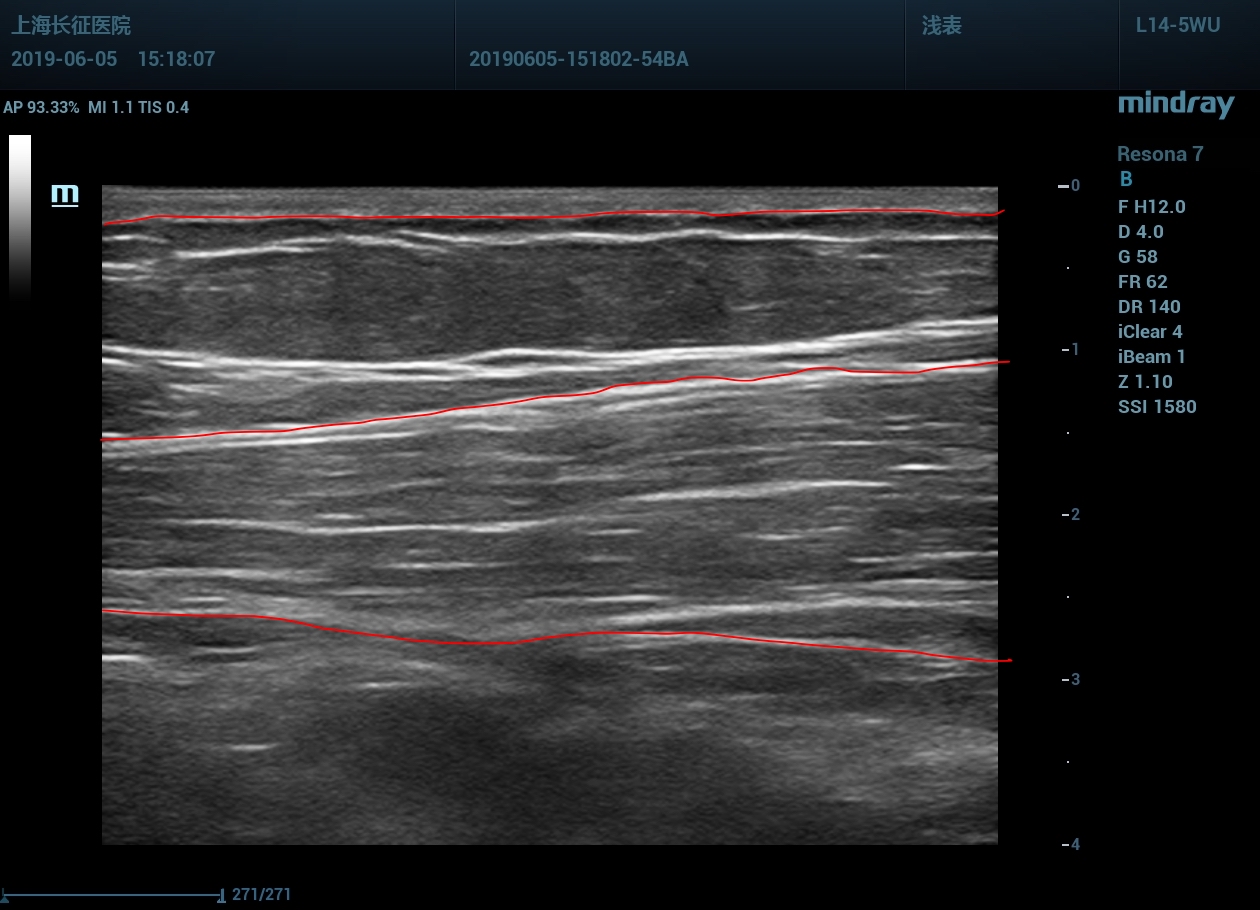 上海长征医院
2019-06-05 15:18:07
20190605-151802-54BA
浅表
L14-5WU
AP 93.33% MI 1.1 TIS 0.4
mindray
m
Resona 7
B
F H12.0
D 4.0
G 58
FR 62
DR 140
iClear 4
iBeam 1
Z 1.10
SSI 1580
0
1
2
3
4
271/271